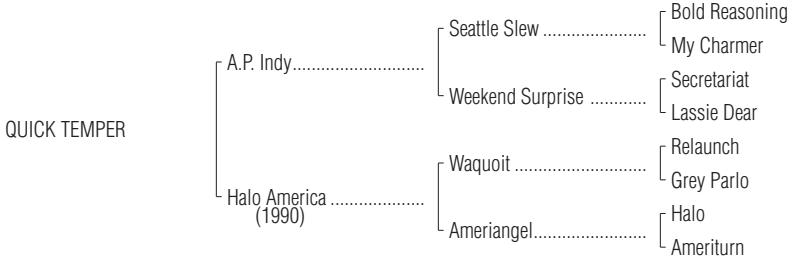 Bold Reasoning
Seattle Slew ......................
My Charmer
A.P. Indy............................
Secretariat
Weekend Surprise ............
Lassie Dear
QUICK TEMPER
Relaunch
Waquoit ............................
Grey Parlo
Halo America ....................
(1990)
Halo
Ameriangel........................
Ameriturn